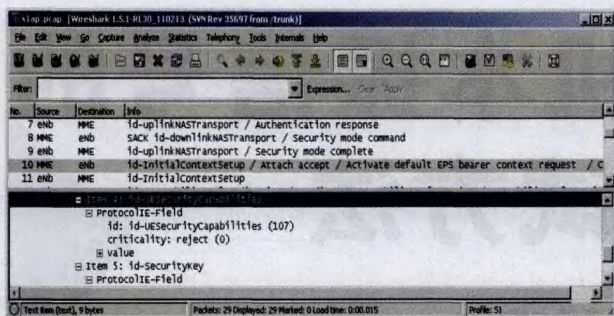 s1ap.pcap [Wireshark 1.5.1-RL30_110213 (SVN Rev 35697 from /trunk)]
File Edit View Go Capture Analyze Statistics Telephony Tools Internals Help
Filter: Expression... Clear Apply
No. Source Destination Info
7 eNb MME id-uplinkNASTransport / Authentication response
8 MME eNb SACK id-downlinkNASTransport / Security mode command
9 eNb MME id-uplinkNASTransport / Security mode complete
10 MME eNb id-InitialContextSetup / Attach accept / Activate default EPS bearer context request / C
11 eNb MME id-InitialContextSetup
Item 4: id-UESecurityCapabilities
ProtocolIE-Field
id: id-UESecurityCapabilities (107)
criticality: reject (0)
value
Item 5: id-SecurityKey
ProtocolIE-Field
Text item (text), 9 bytes Packets: 29 Displayed: 29 Marked: 0 Load time: 0:00.015 Profile: S1